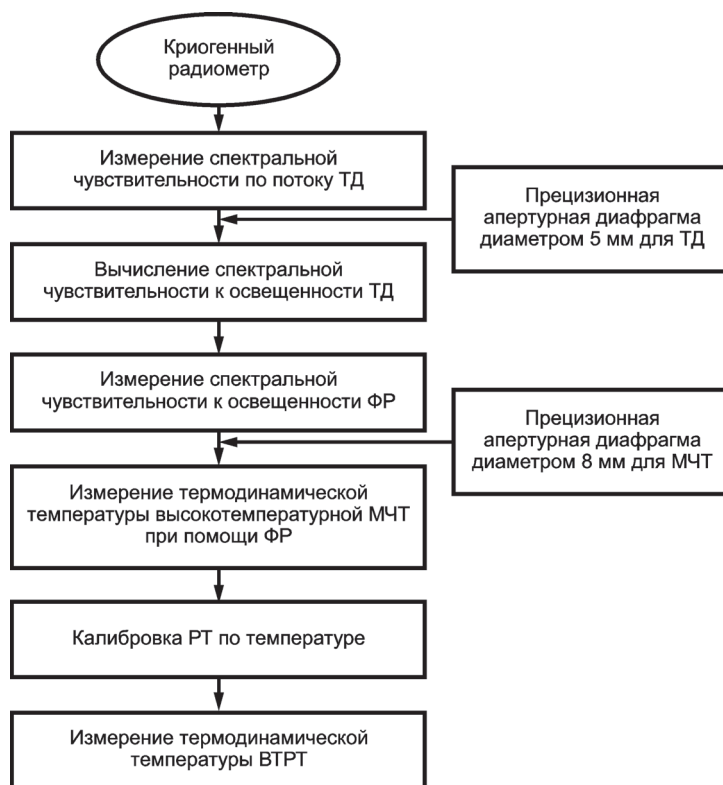 Криогенный
радиометр
Измерение спектральной
чувствительности по потоку ТД
Прецизионная
апертурная диафрагма
диаметром 5 мм для ТД
Вычисление спектральной
чувствительности к освещенности ТД
Измерение спектральной
чувствительности к освещенности ФР
Прецизионная
апертурная диафрагма
диаметром 8 мм для МЧТ
Измерение термодинамической
температуры высокотемпературной МЧТ
при помощи ФР
Калибровка РТ по температуре
Измерение термодинамической
температуры ВТРТ